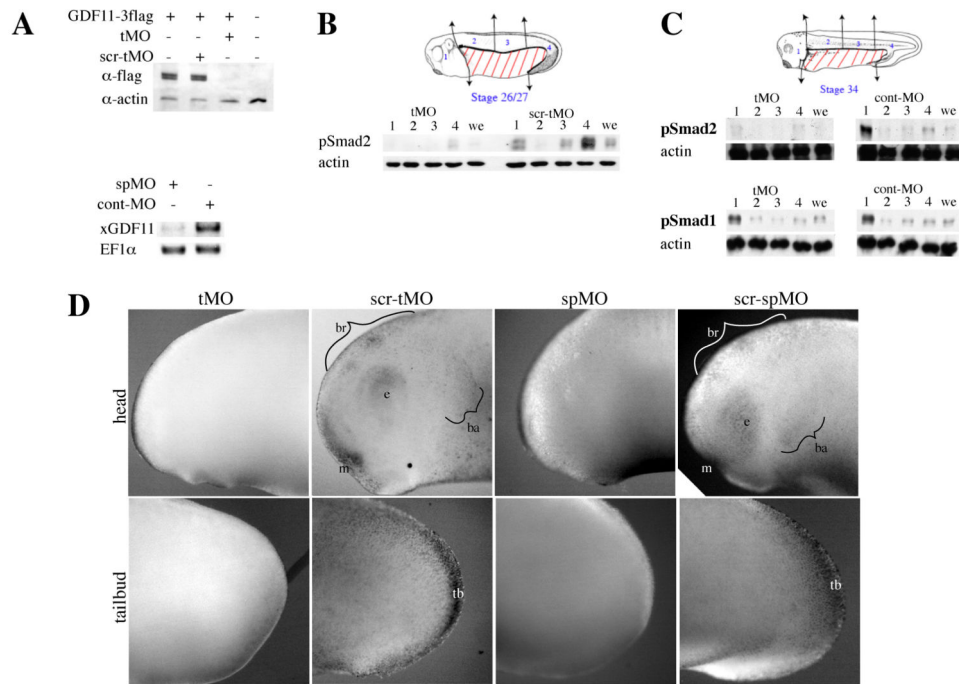 A
GDF11-3flag + + + -
tMO - - + -
scr-tMO - + - -
α-flag
α-actin
spMO + -
cont-MO - +
xGDF11
EF1α
B
1 2 3 4
Stage 26/27
tMO scr-tMO
1 2 3 4 we 1 2 3 4 we
pSmad2
actin
C
1 2 3 4
Stage 34
tMO cont-MO
1 2 3 4 we 1 2 3 4 we
pSmad2
actin
tMO cont-MO
1 2 3 4 we 1 2 3 4 we
pSmad1
actin
D
tMO scr-tMO spMO scr-spMO
head
br e ba m
br e ba m
tailbud
tb
tb